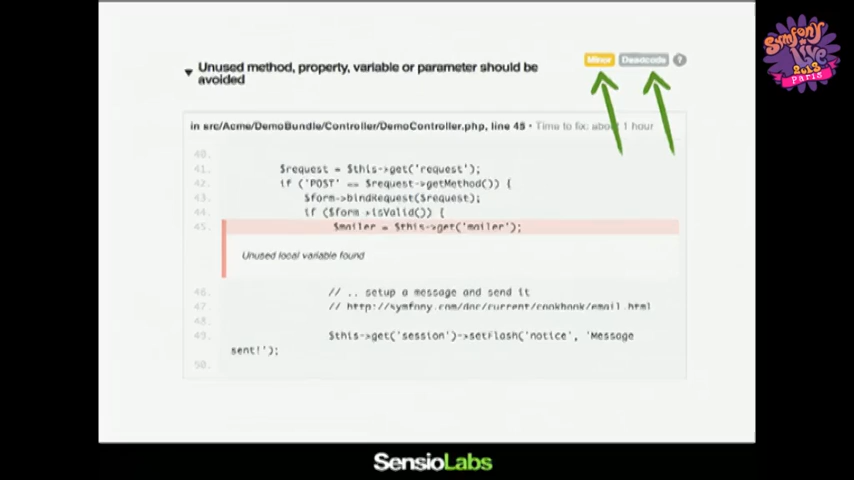 Symfony
Live
2013
Paris
Unused method, property, variable or parameter should be
avoided
Minor Deadcode ?
in src/Acme/DemoBundle/Controller/DemoController.php, line 45 • Time to fix: about 1 hour
40.
41. $request = $this->get('request');
42. if ('POST' == $request->getMethod()) {
43. $form->bindRequest($request);
44. if ($form->isValid()) {
45. $mailer = $this->get('mailer');
Unused local variable found
46. // .. setup a message and send it
47. // http://symfony.com/doc/current/cookbook/email.html
48.
49. $this->get('session')->setFlash('notice', 'Message
sent!');
50.
SensioLabs